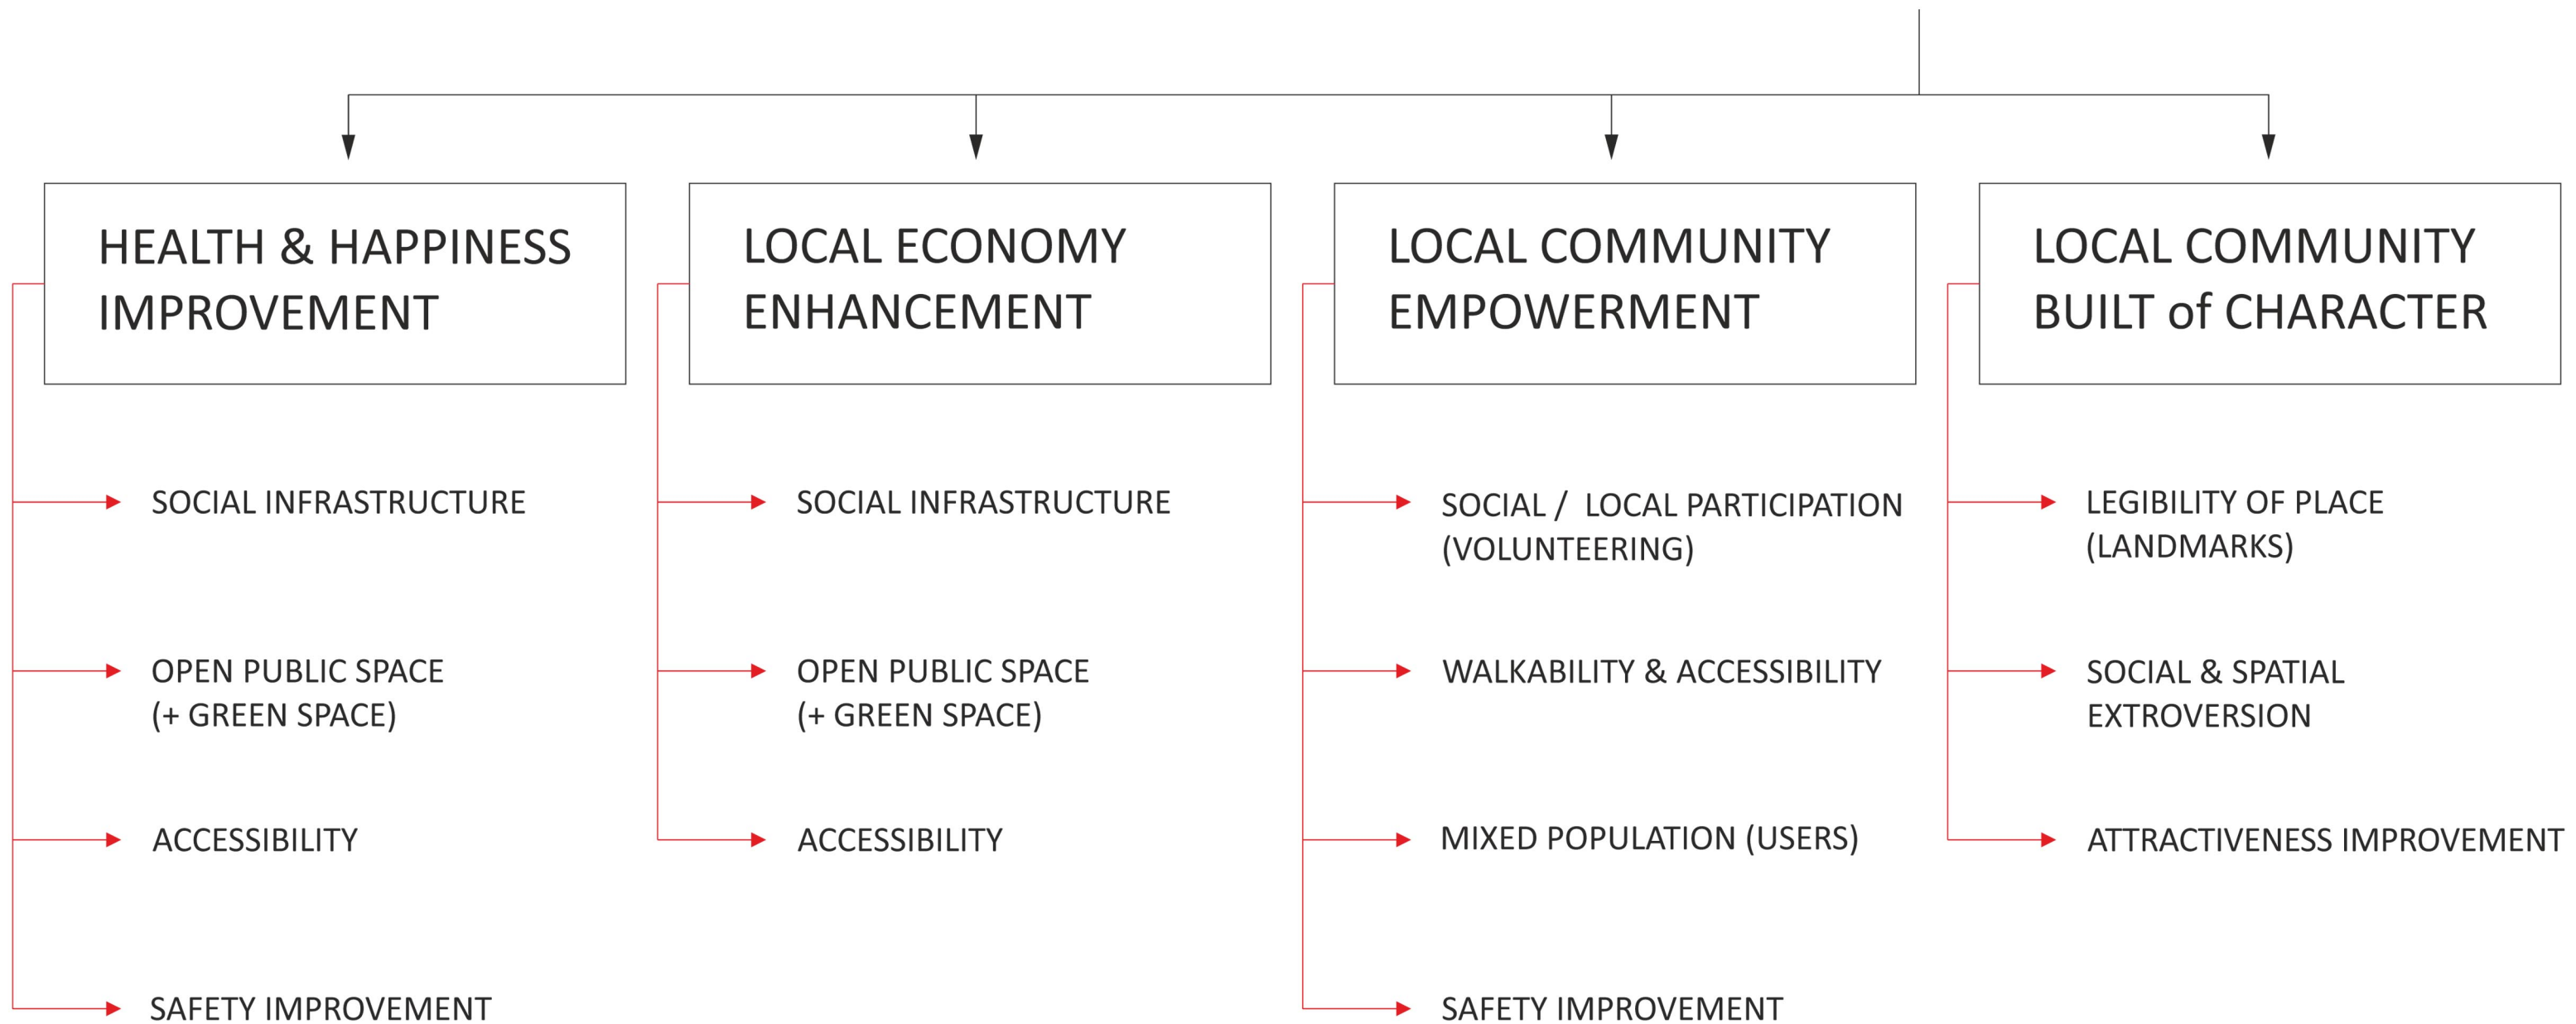 HEALTH & HAPPINESS
IMPROVEMENT
SOCIAL INFRASTRUCTURE
OPEN PUBLIC SPACE
(+ GREEN SPACE)
ACCESSIBILITY
SAFETY IMPROVEMENT
LOCAL ECONOMY
ENHANCEMENT
SOCIAL INFRASTRUCTURE
OPEN PUBLIC SPACE
(+ GREEN SPACE)
ACCESSIBILITY
LOCAL COMMUNITY
EMPOWERMENT
SOCIAL / LOCAL PARTICIPATION
(VOLUNTEERING)
WALKABILITY & ACCESSIBILITY
MIXED POPULATION (USERS)
SAFETY IMPROVEMENT
LOCAL COMMUNITY
BUILT of CHARACTER
LEGIBILITY OF PLACE
(LANDMARKS)
SOCIAL & SPATIAL
EXTROVERSION
ATTRACTIVENESS IMPROVEMENT